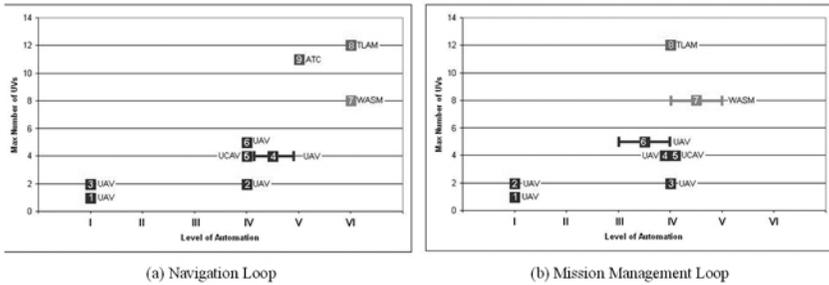 14
12
10
8
6
4
2
0
Max Number of UVs
8 TLAM
9 ATC
7 WASM
6 UAV
UCAV 5 4 UAV
3 UAV
2 UAV
1 UAV
I II III IV V VI
Level of Automation
(a) Navigation Loop
14
12
10
8
6
4
2
0
Max Number of UVs
8 TLAM
7 WASM
6 UAV
UAV 4 5 UCAV
2 UAV
3 UAV
1 UAV
I II III IV V VI
Level of Automation
(b) Mission Management Loop